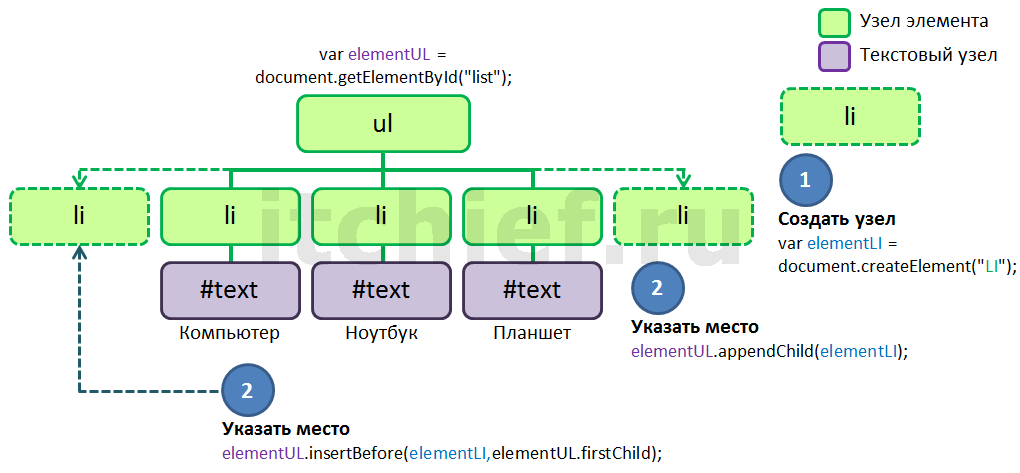 Узел элемента
Текстовый узел
var elementUL =
document.getElementById("list");
ul
li
1
Создать узел
var elementLI =
document.createElement("LI");
li li li li li
itchief.ru
#text #text #text
Компьютер Ноутбук Планшет
2
Указать место
elementUL.appendChild(elementLI);
2
Указать место
elementUL.insertBefore(elementLI,elementUL.firstChild);